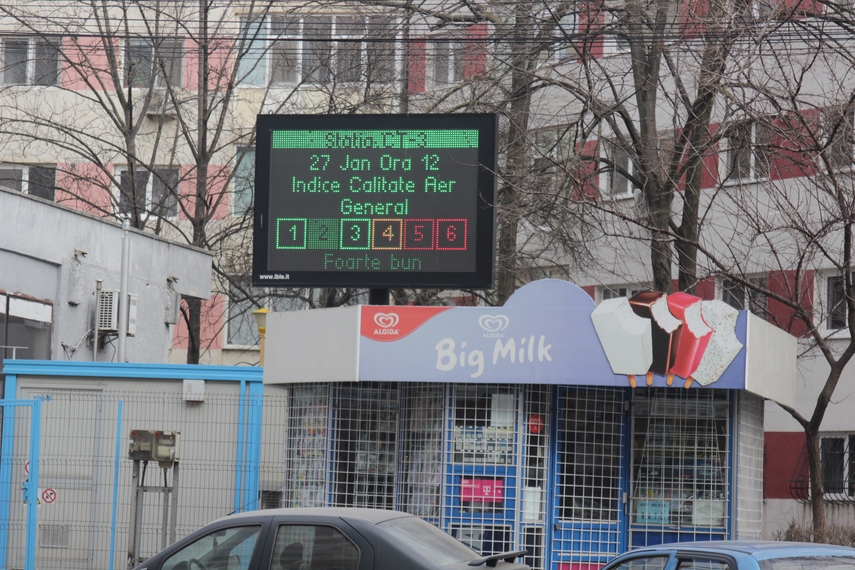 Statia CT-3
27 Jan Ora 12
Indice Calitate Aer
General
1 2 3 4 5 6
Foarte bun
www.ible.it
ALGIDA
ALGIDA
Big Milk
T